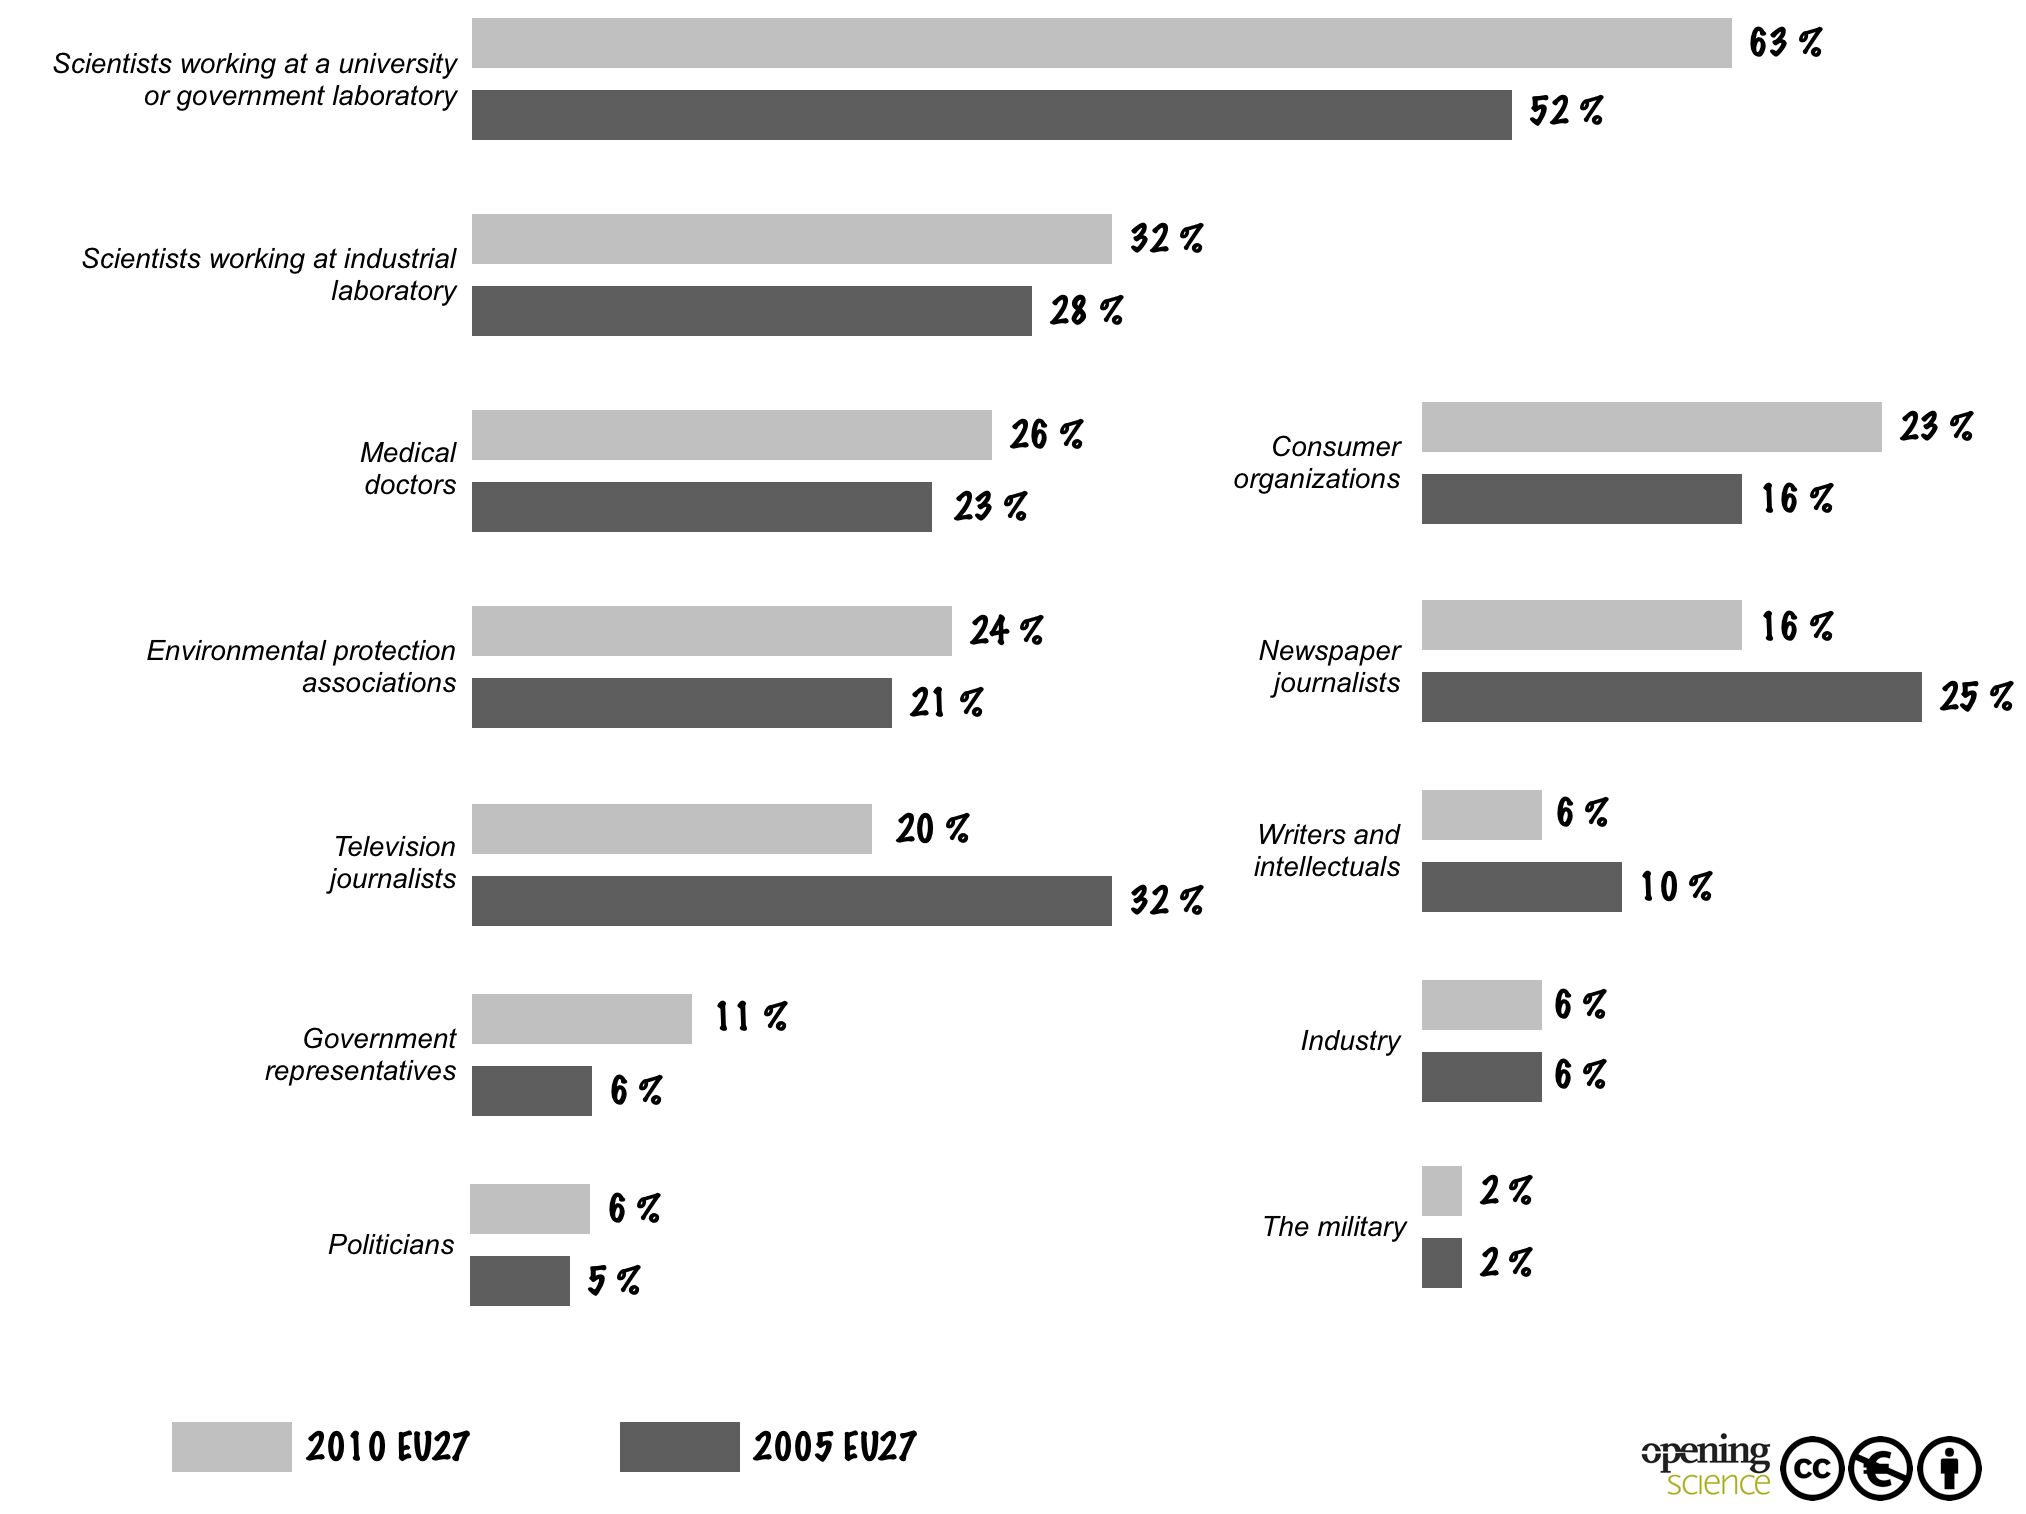 Scientists working at a university
or government laboratory
63 %
52 %
Scientists working at industrial
laboratory
32 %
28 %
Medical
doctors
26 %
23 %
Environmental protection
associations
24 %
21 %
Television
journalists
20 %
32 %
Government
representatives
11 %
6 %
Politicians
6 %
5 %
Consumer
organizations
23 %
16 %
Newspaper
journalists
16 %
25 %
Writers and
intellectuals
6 %
10 %
Industry
6 %
6 %
The military
2 %
2 %
2010 EU27
2005 EU27
opening
science
cc
€